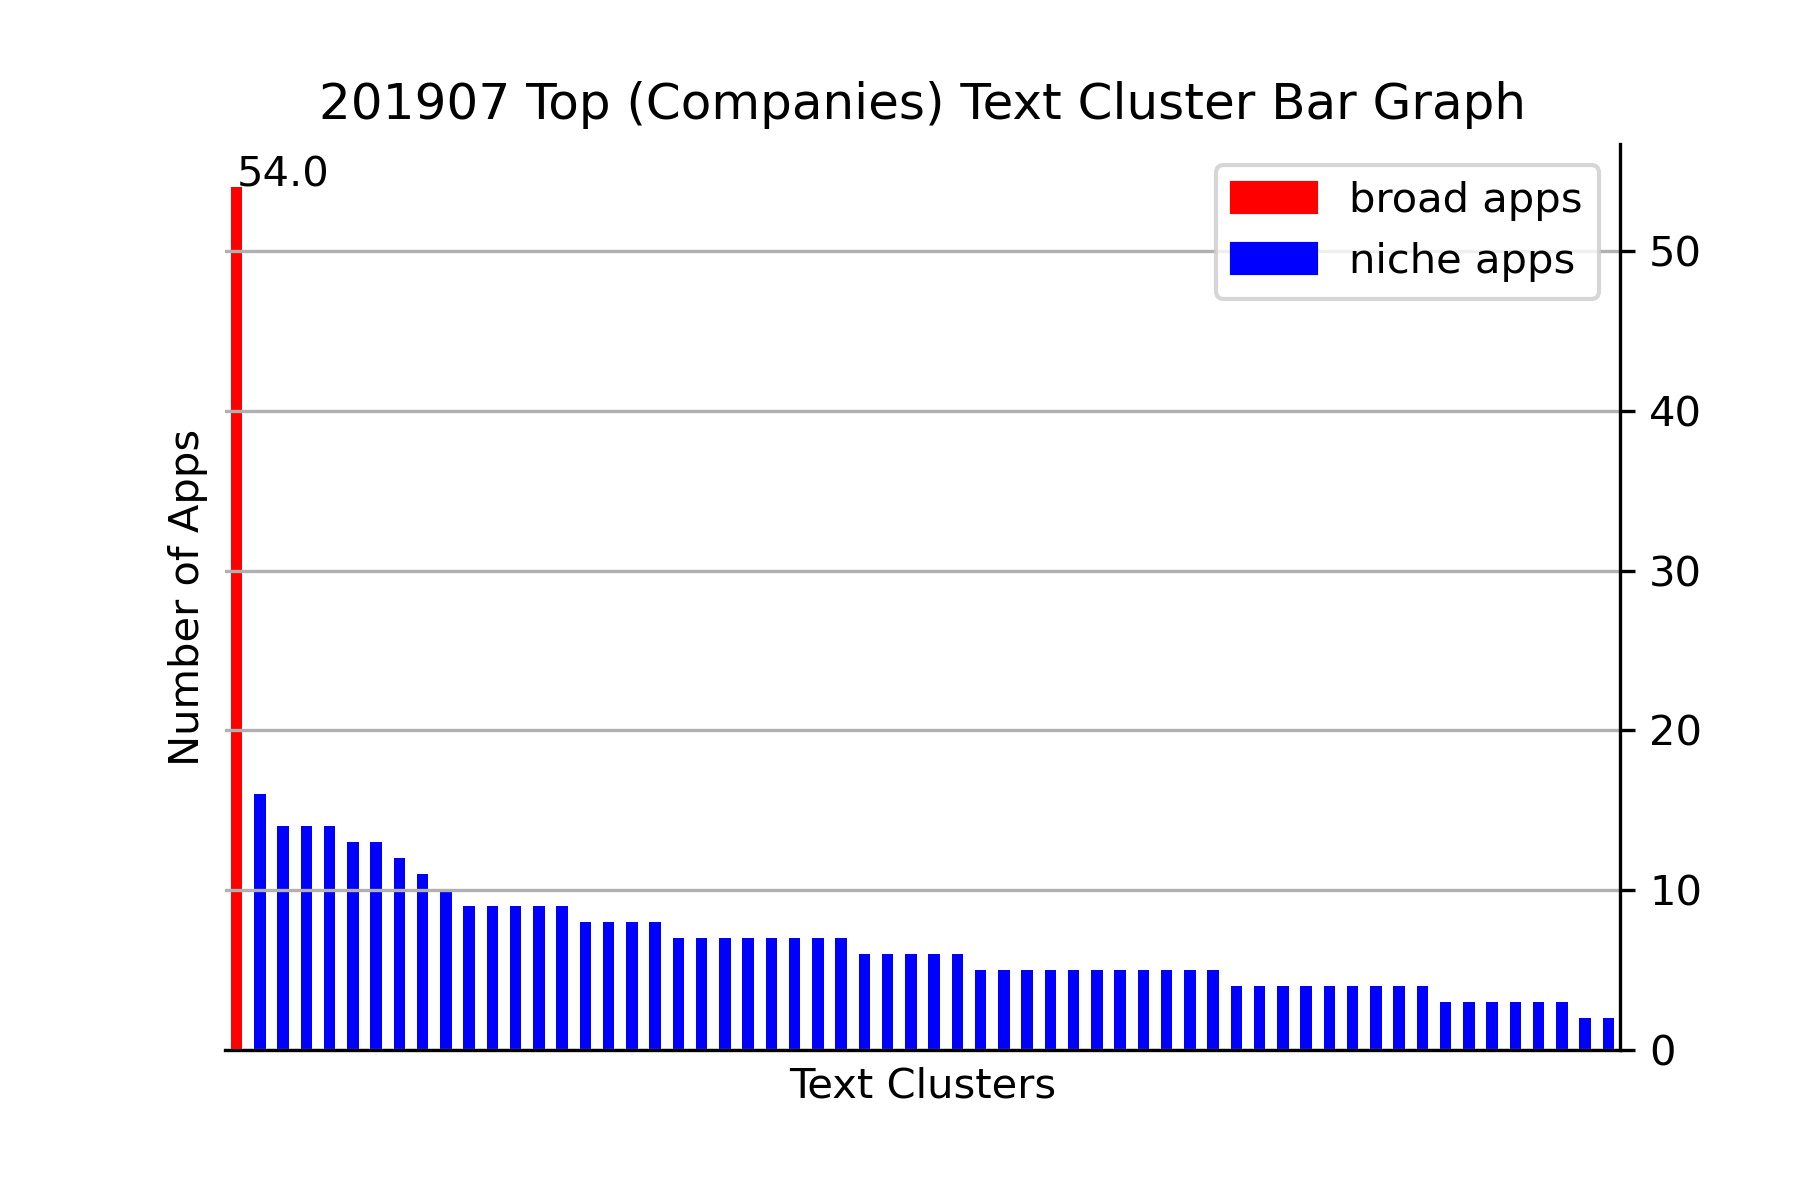 201907 Top (Companies) Text Cluster Bar Graph
54.0
broad apps
niche apps
50
40
30
20
10
0
Number of Apps
Text Clusters